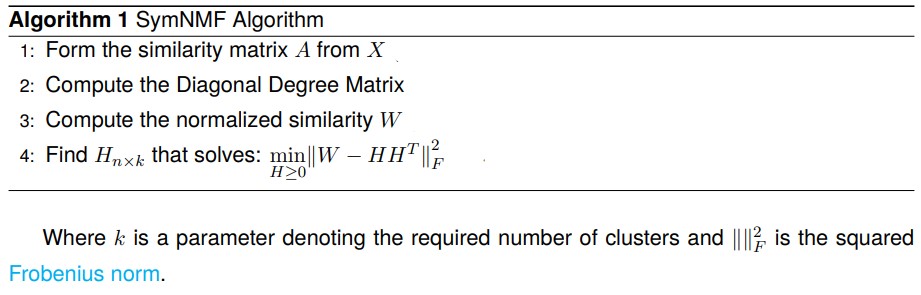 Algorithm 1 SymNMF Algorithm
1: Form the similarity matrix A from X
2: Compute the Diagonal Degree Matrix
3: Compute the normalized similarity W
4: Find H_{n×k} that solves: min_{H≥0} ‖W − HH^T‖_F^2
Where k is a parameter denoting the required number of clusters and ‖‖_F^2 is the squared
Frobenius norm.